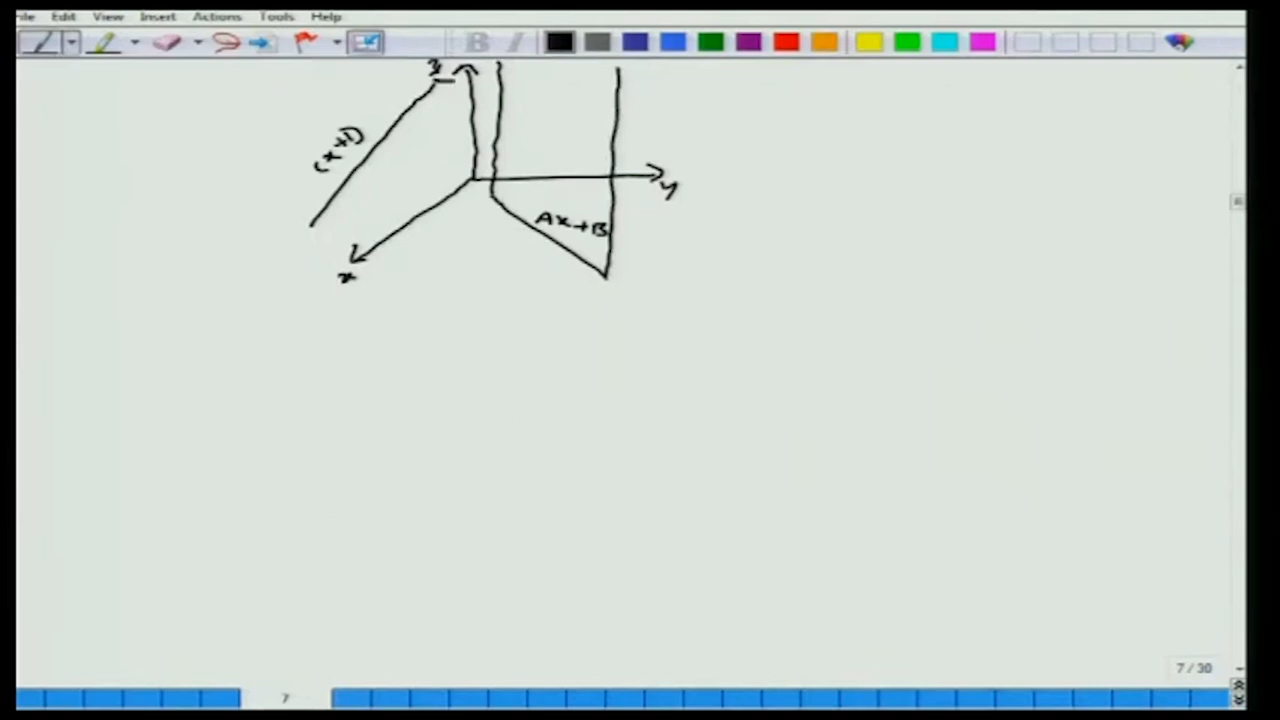 File Edit View Insert Actions Tools Help
B I
z
(x+1)
y
Ax+B
x
7 / 30
7